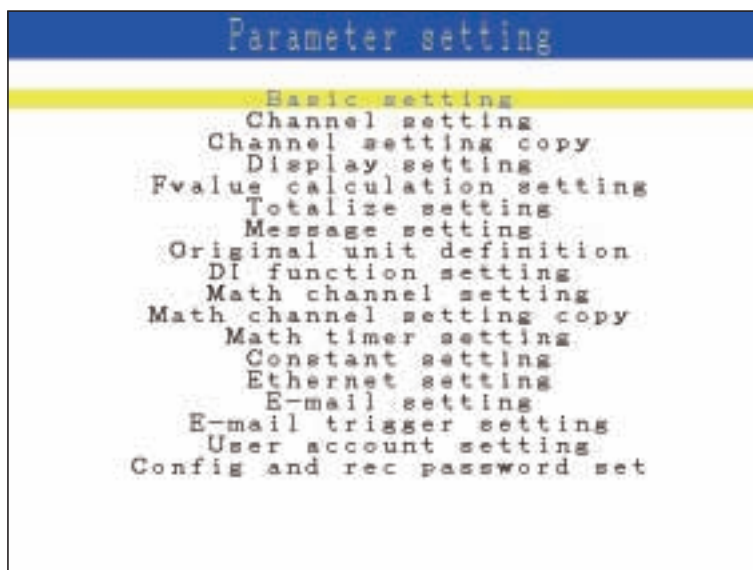 Parameter setting
Basic setting
Channel setting
Channel setting copy
Display setting
Fvalue calculation setting
Totalize setting
Message setting
Original unit definition
DI function setting
Math channel setting
Math channel setting copy
Math timer setting
Constant setting
Ethernet setting
E-mail setting
E-mail trigger setting
User account setting
Config and rec password set